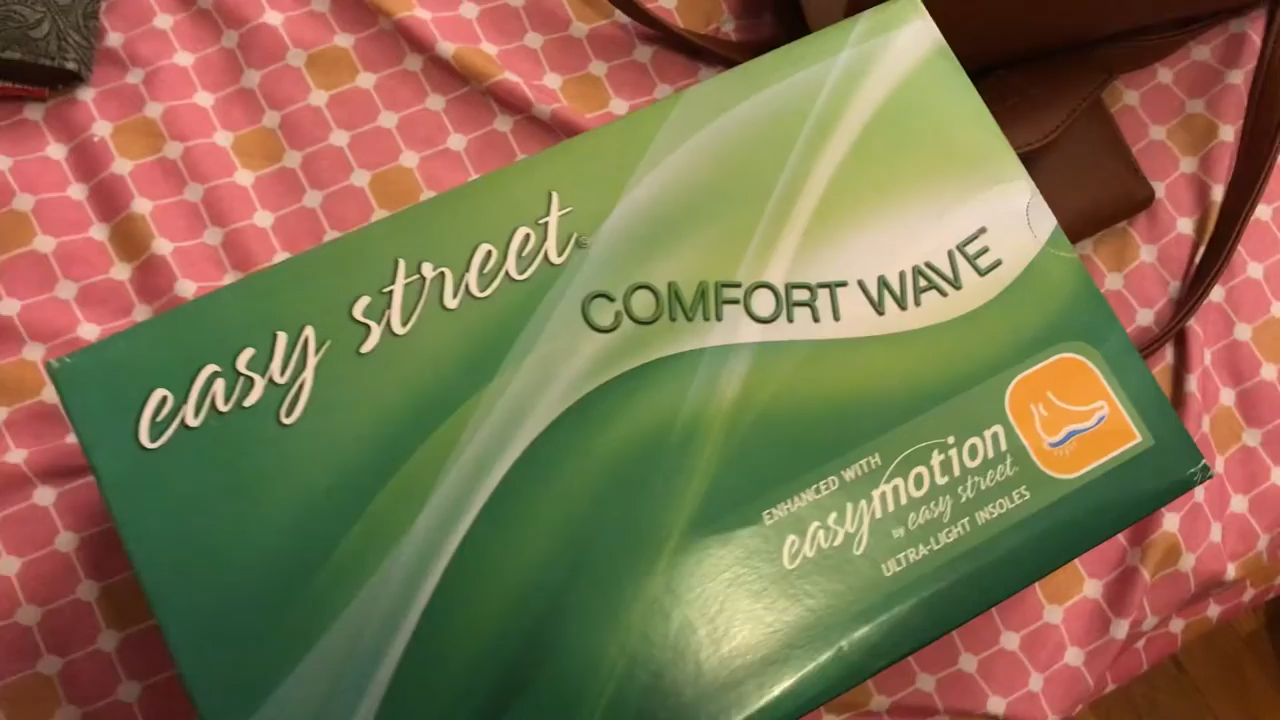 easy street®
COMFORT WAVE
ENHANCED WITH
easymotion
by easy street®
ULTRA-LIGHT INSOLES